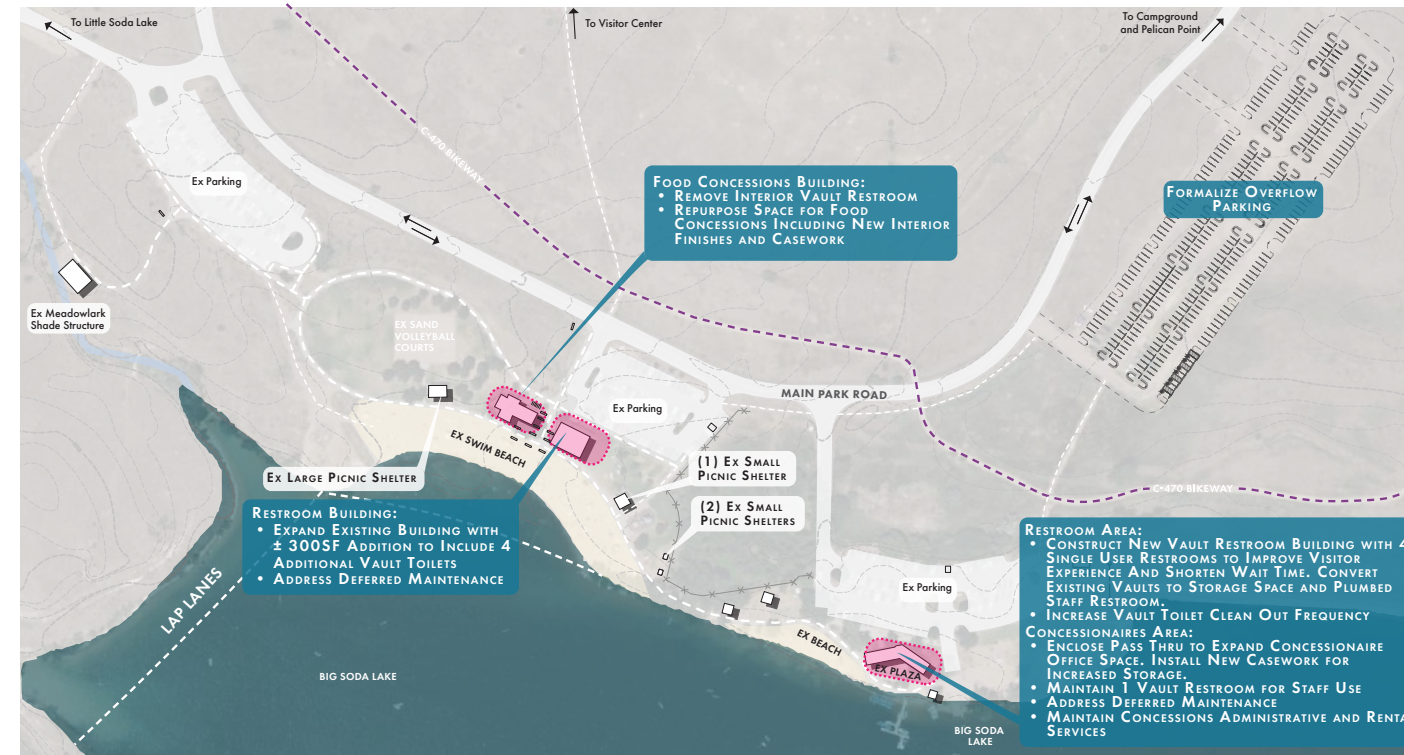 To Little Soda Lake
To Visitor Center
To Campground
and Pelican Point
C-470 BIKEWAY
Ex Parking
Food Concessions Building:
• Remove Interior Vault Restroom
• Repurpose Space for Food
Concessions Including New Interior
Finishes and Casework
Formalize Overflow
Parking
Ex Meadowlark
Shade Structure
EX SAND
VOLLEYBALL
COURTS
MAIN PARK ROAD
Ex Parking
EX SWIM BEACH
(1) Ex Small
Picnic Shelter
Ex Large Picnic Shelter
C-470 BIKEWAY
(2) Ex Small
Picnic Shelters
Restroom Building:
• Expand Existing Building with
± 300SF Addition to Include 4
Additional Vault Toilets
• Address Deferred Maintenance
LAP LANES
Ex Parking
Restroom Area:
• Construct New Vault Restroom Building with 4
Single User Restrooms to Improve Visitor
Experience And Shorten Wait Time. Convert
Existing Vaults to Storage Space and Plumbed
Staff Restroom.
• Increase Vault Toilet Clean Out Frequency
Concessionaires Area:
• Enclose Pass Thru to Expand Concessionaire
Office Space. Install New Casework for
Increased Storage.
• Maintain 1 Vault Restroom for Staff Use
• Address Deferred Maintenance
• Maintain Concessions Administrative and Renta
Services
EX BEACH
EX PLAZA
BIG SODA LAKE
BIG SODA
LAKE